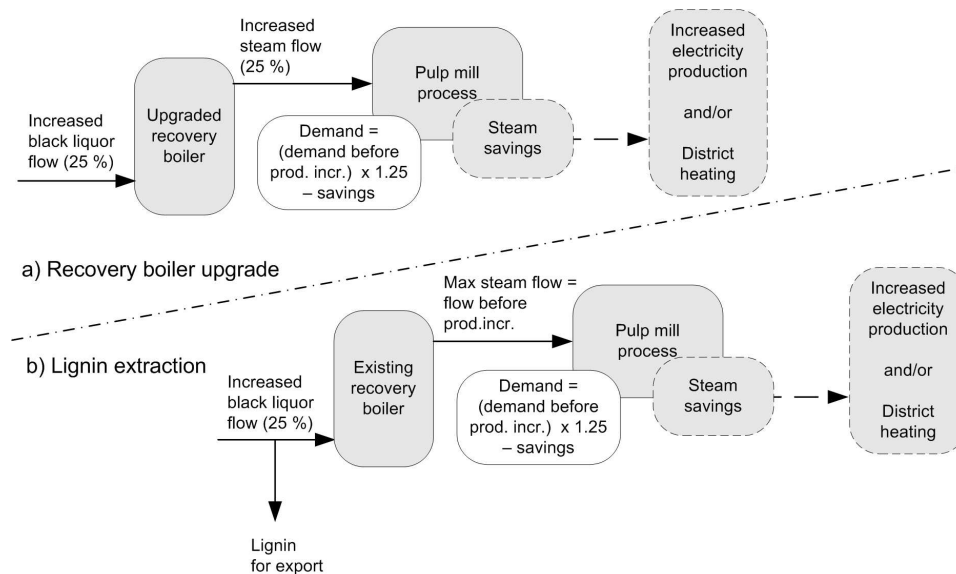 Increased
black liquor
flow (25 %)
Upgraded
recovery
boiler
Increased
steam flow
(25 %)
Pulp mill
process
Demand =
(demand before
prod. incr.) x 1.25
– savings
Steam
savings
Increased
electricity
production
and/or
District
heating
a) Recovery boiler upgrade
b) Lignin extraction
Increased
black liquor
flow (25 %)
Lignin
for export
Existing
recovery
boiler
Max steam flow =
flow before
prod.incr.
Pulp mill
process
Demand =
(demand before
prod. incr.) x 1.25
– savings
Steam
savings
Increased
electricity
production
and/or
District
heating